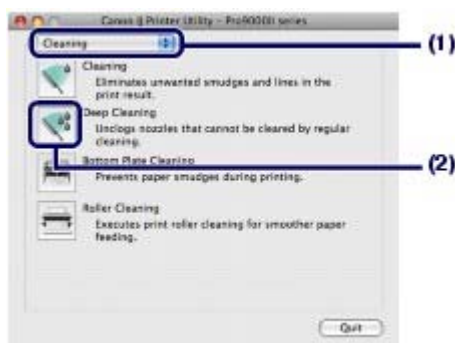 Canon IJ Printer Utility - Pro9000II series
Cleaning
(1)
Cleaning
Eliminates unwanted smudges and lines in the
print result.
Deep Cleaning
Unclogs nozzles that cannot be cleared by regular
cleaning.
(2)
Bottom Plate Cleaning
Prevents paper smudges during printing.
Roller Cleaning
Executes print roller cleaning for smoother paper
feeding.
Quit